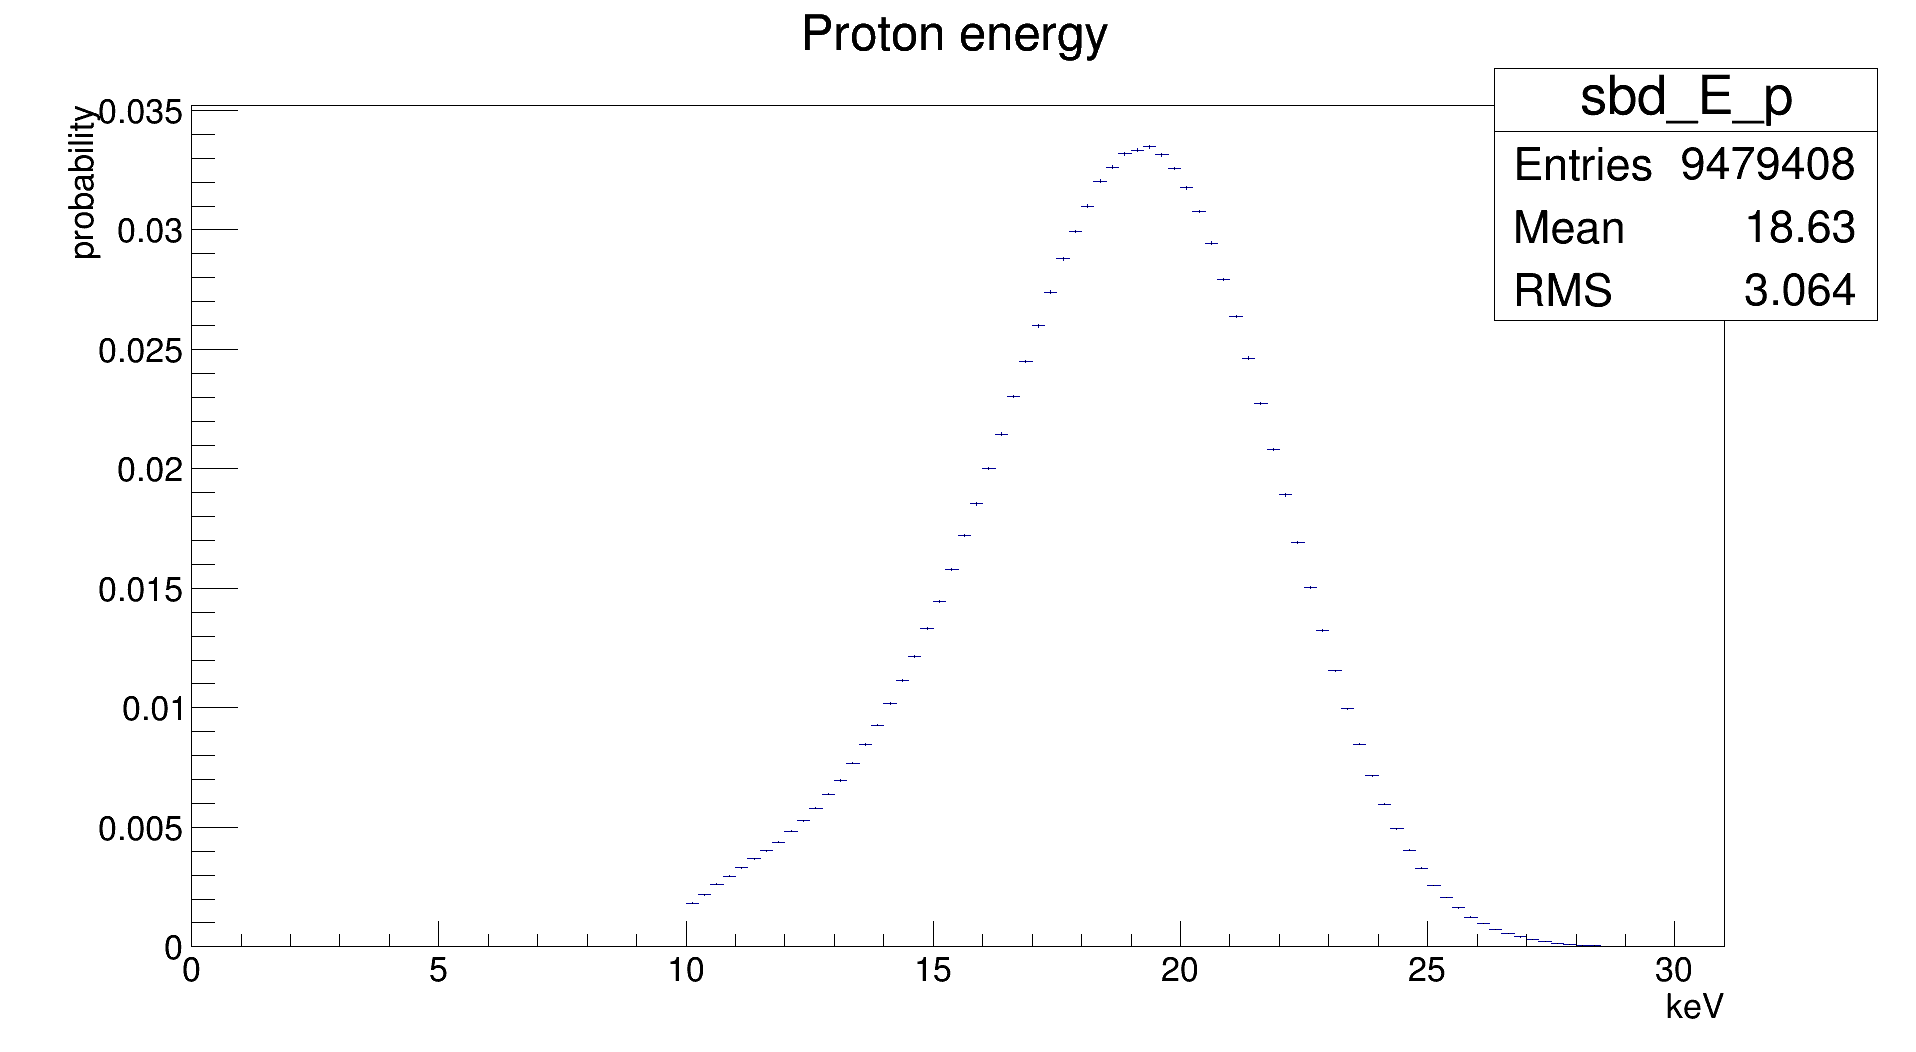 Proton energy
sbd_E_p
Entries 9479408
Mean 18.63
RMS 3.064
probability
0.035
0.03
0.025
0.02
0.015
0.01
0.005
0
0 5 10 15 20 25 30
keV